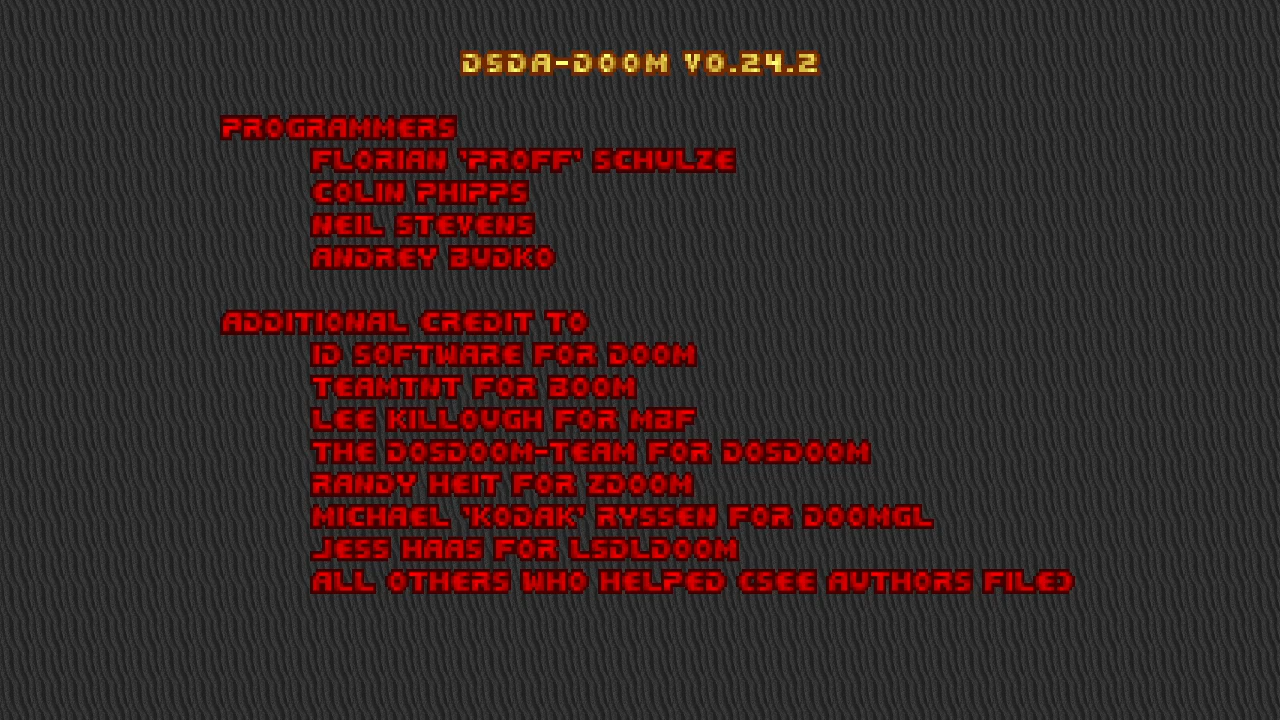 DSDA-DOOM V0.24.2
PROGRAMMERS
FLORIAN 'PROFF' SCHULZE
COLIN PHIPPS
NEIL STEVENS
ANDREY BUDKO
ADDITIONAL CREDIT TO
ID SOFTWARE FOR DOOM
TEAMTNT FOR BOOM
LEE KILLOUGH FOR MBF
THE DOSDOOM-TEAM FOR DOSDOOM
RANDY HEIT FOR ZDOOM
MICHAEL 'KODAK' RYSSEN FOR DOOMGL
JESS HAAS FOR LSDLDOOM
ALL OTHERS WHO HELPED (SEE AUTHORS FILE)